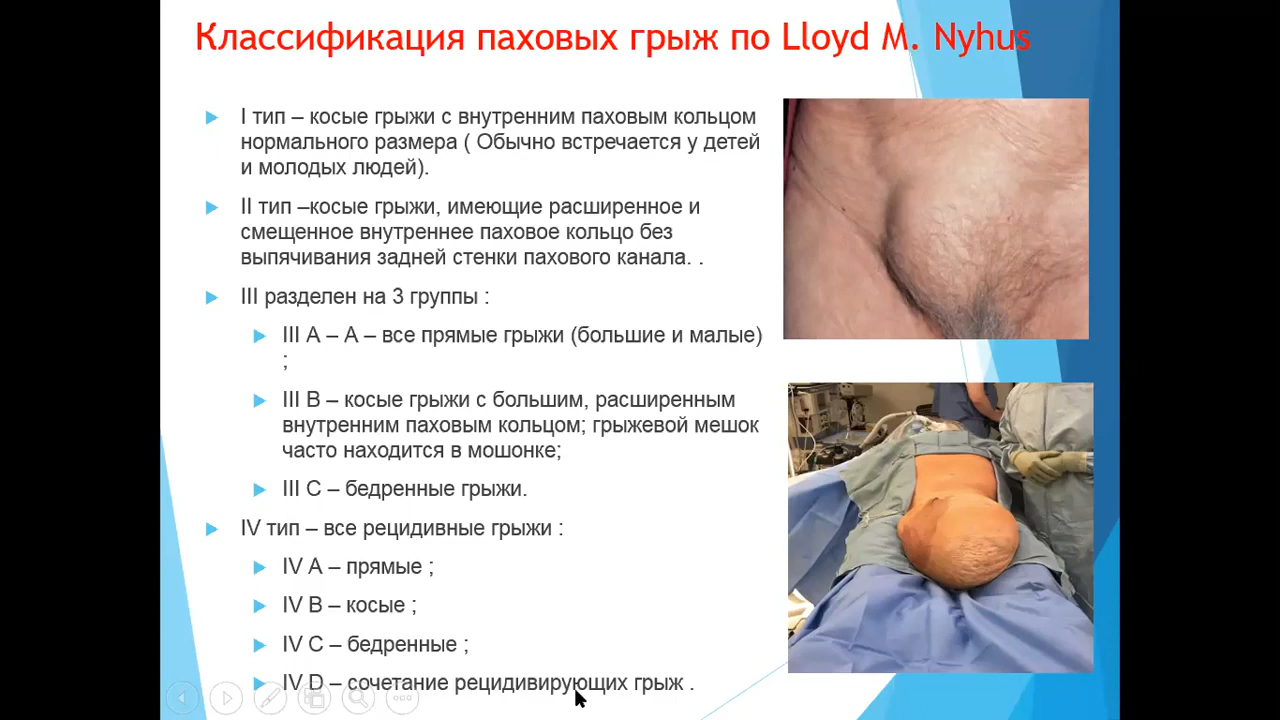 Классификация паховых грыж по Lloyd M. Nyhus
I тип – косые грыжи с внутренним паховым кольцом
нормального размера ( Обычно встречается у детей
и молодых людей).
II тип –косые грыжи, имеющие расширенное и
смещенное внутреннее паховое кольцо без
выпячивания задней стенки пахового канала. .
III разделен на 3 группы :
III A – А – все прямые грыжи (большие и малые)
;
III B – косые грыжи с большим, расширенным
внутренним паховым кольцом; грыжевой мешок
часто находится в мошонке;
III C – бедренные грыжи.
IV тип – все рецидивные грыжи :
IV A – прямые ;
IV B – косые ;
IV C – бедренные ;
IV D – сочетание рецидивирующих грыж .